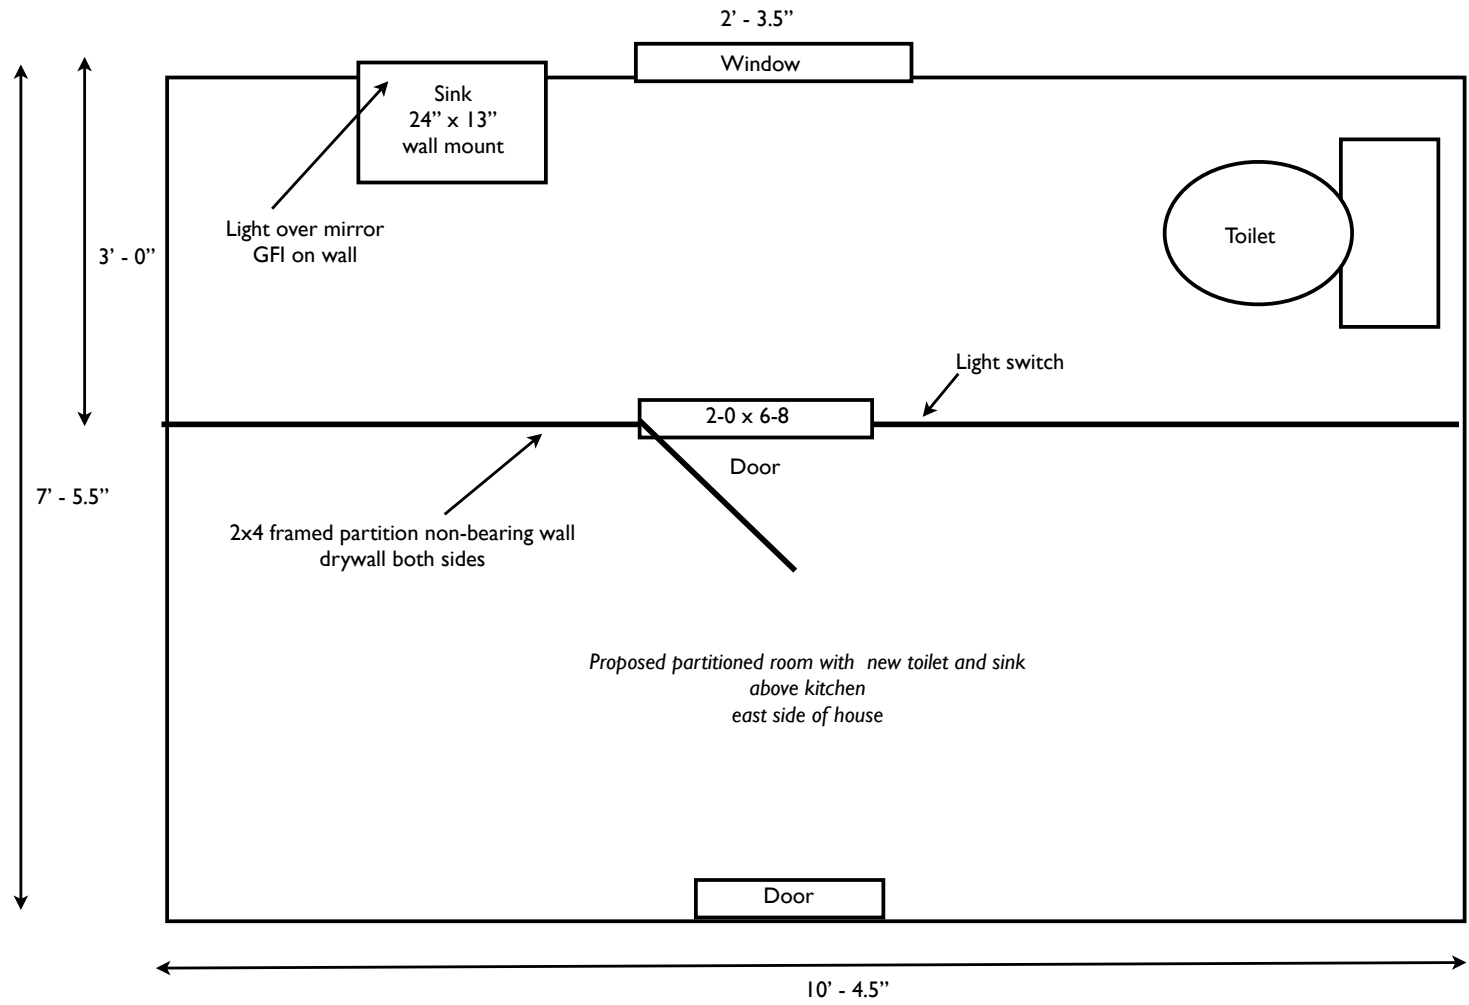 2’ - 3.5”
Window
Sink
24” x 13”
wall mount
Light over mirror
GFI on wall
3’ - 0”
Toilet
Light switch
2-0 x 6-8
Door
7’ - 5.5”
2x4 framed partition non-bearing wall
drywall both sides
Proposed partitioned room with  new toilet and sink
above kitchen
east side of house
Door
10’ - 4.5”